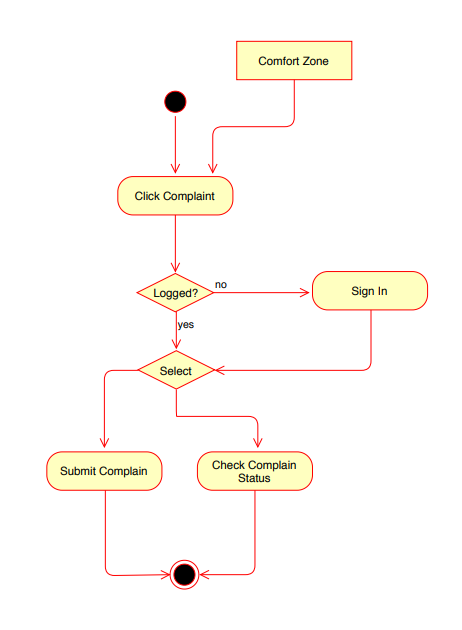 Comfort Zone
Click Complaint
Logged?
no
Sign In
yes
Select
Submit Complain
Check Complain
Status